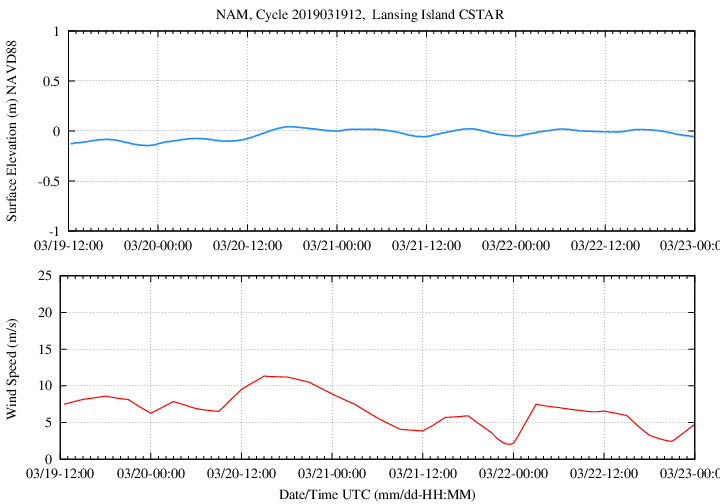 NAM, Cycle 2019031912,  Lansing Island CSTAR
Surface Elevation (m) NAVD88
1
0.5
0
-0.5
-1
03/19-12:00 03/20-00:00 03/20-12:00 03/21-00:00 03/21-12:00 03/22-00:00 03/22-12:00 03/23-00:0
Wind Speed (m/s)
25
20
15
10
5
0
03/19-12:00 03/20-00:00 03/20-12:00 03/21-00:00 03/21-12:00 03/22-00:00 03/22-12:00 03/23-00:0
Date/Time UTC (mm/dd-HH:MM)